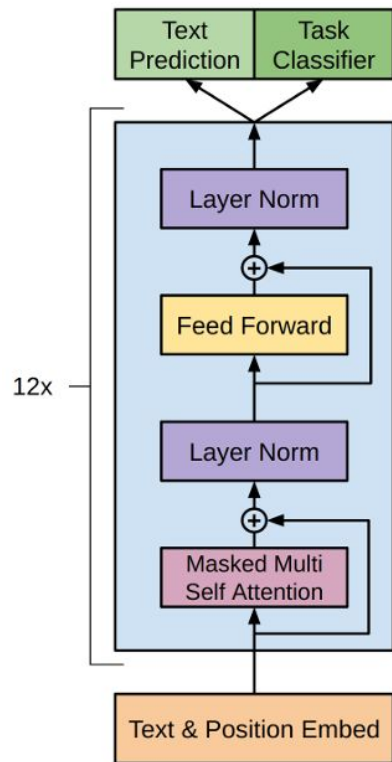 Text
Prediction
Task
Classifier
Layer Norm
Feed Forward
12x
Layer Norm
Masked Multi
Self Attention
Text & Position Embed